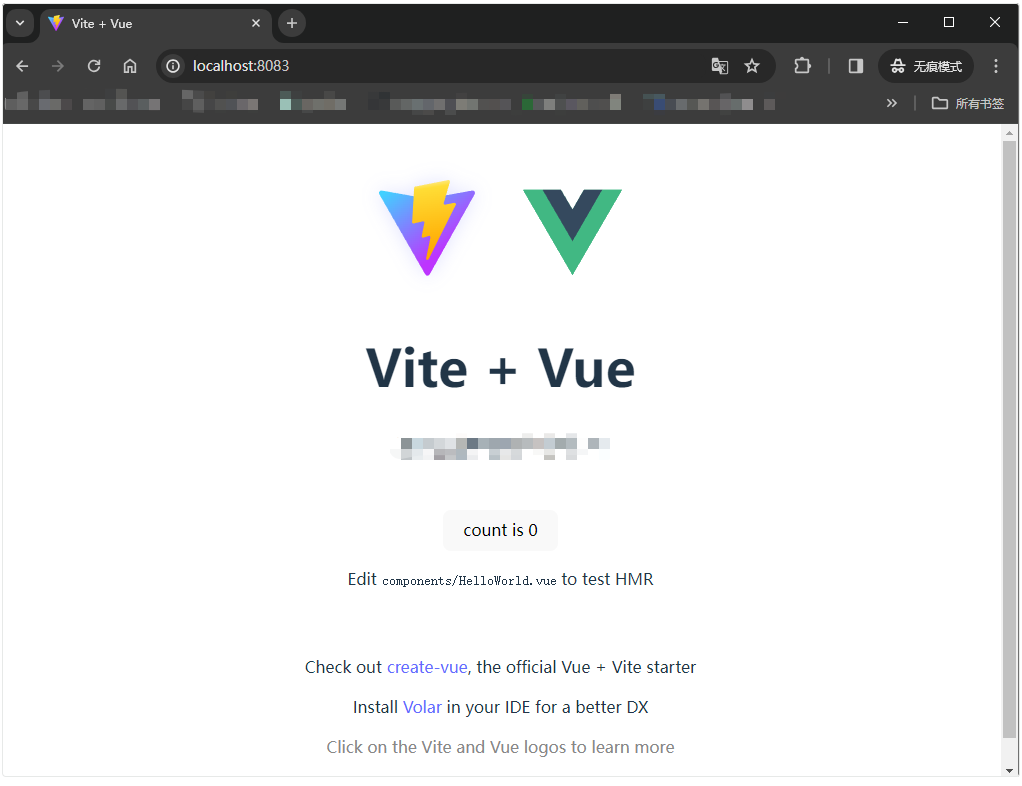 Vite + Vue
localhost:8083
无痕模式
所有书签
Vite + Vue
count is 0
Edit components/HelloWorld.vue to test HMR
Check out create-vue, the official Vue + Vite starter
Install Volar in your IDE for a better DX
Click on the Vite and Vue logos to learn more